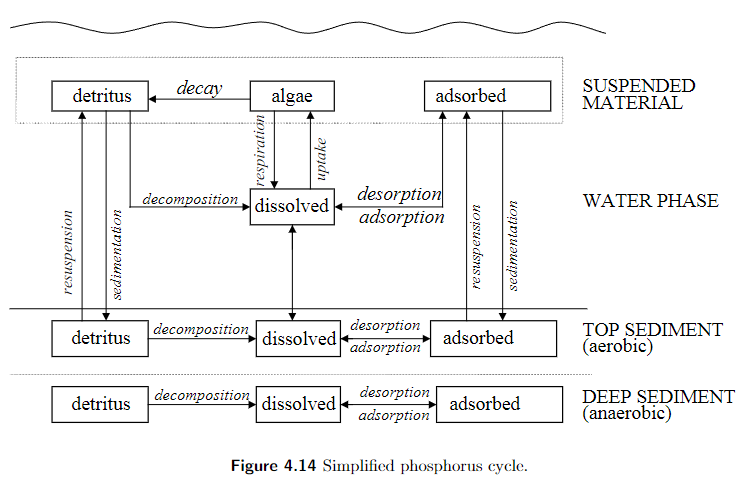 SUSPENDED
MATERIAL
detritus
decay
algae
adsorbed
resuspension
sedimentation
decomposition
respiration
uptake
dissolved
desorption
adsorption
resuspension
sedimentation
WATER PHASE
detritus
decomposition
dissolved
desorption
adsorption
adsorbed
TOP SEDIMENT
(aerobic)
detritus
decomposition
dissolved
desorption
adsorption
adsorbed
DEEP SEDIMENT
(anaerobic)
Figure 4.14 Simplified phosphorus cycle.